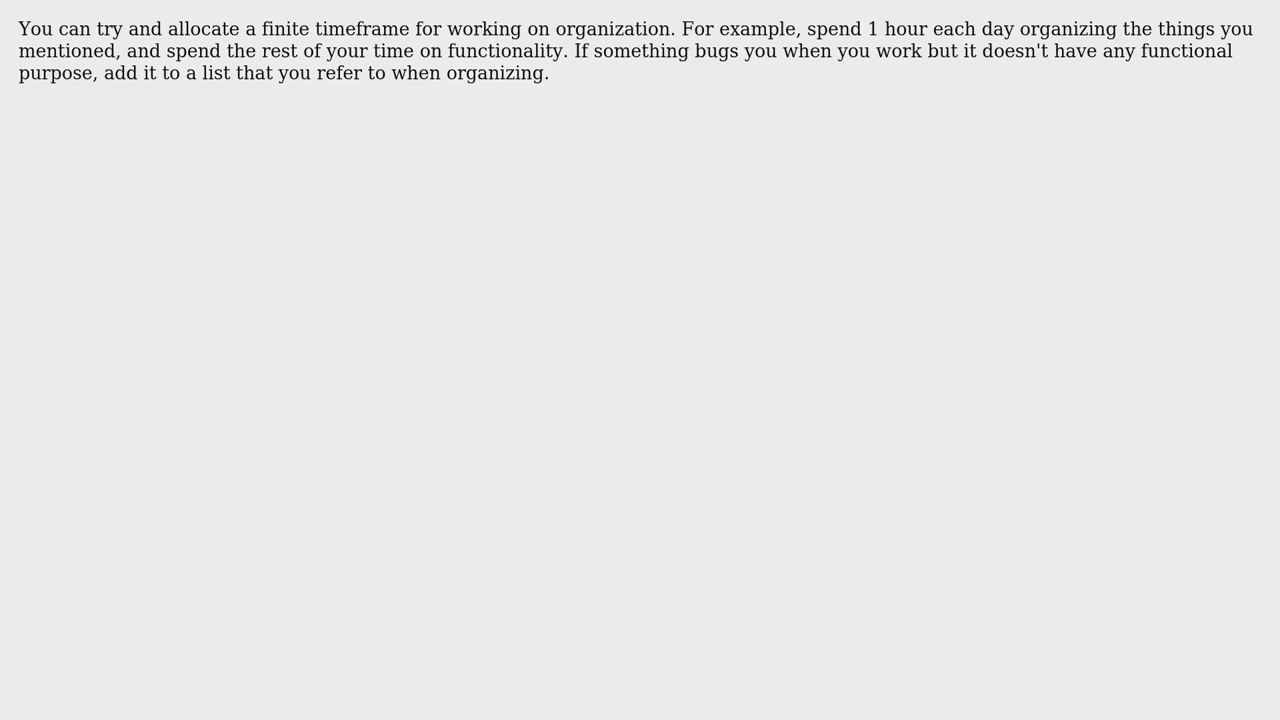 You can try and allocate a finite timeframe for working on organization. For example, spend 1 hour each day organizing the things you
mentioned, and spend the rest of your time on functionality. If something bugs you when you work but it doesn't have any functional
purpose, add it to a list that you refer to when organizing.